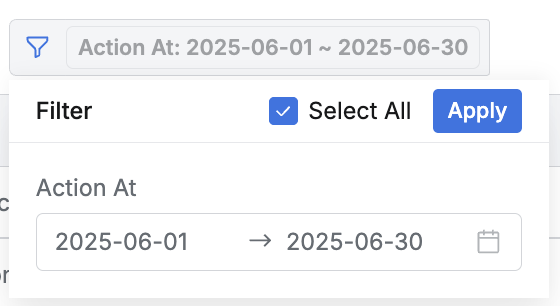 Action At: 2025-06-01 ~ 2025-06-30
Filter
Select All
Apply
Action At
2025-06-01 → 2025-06-30